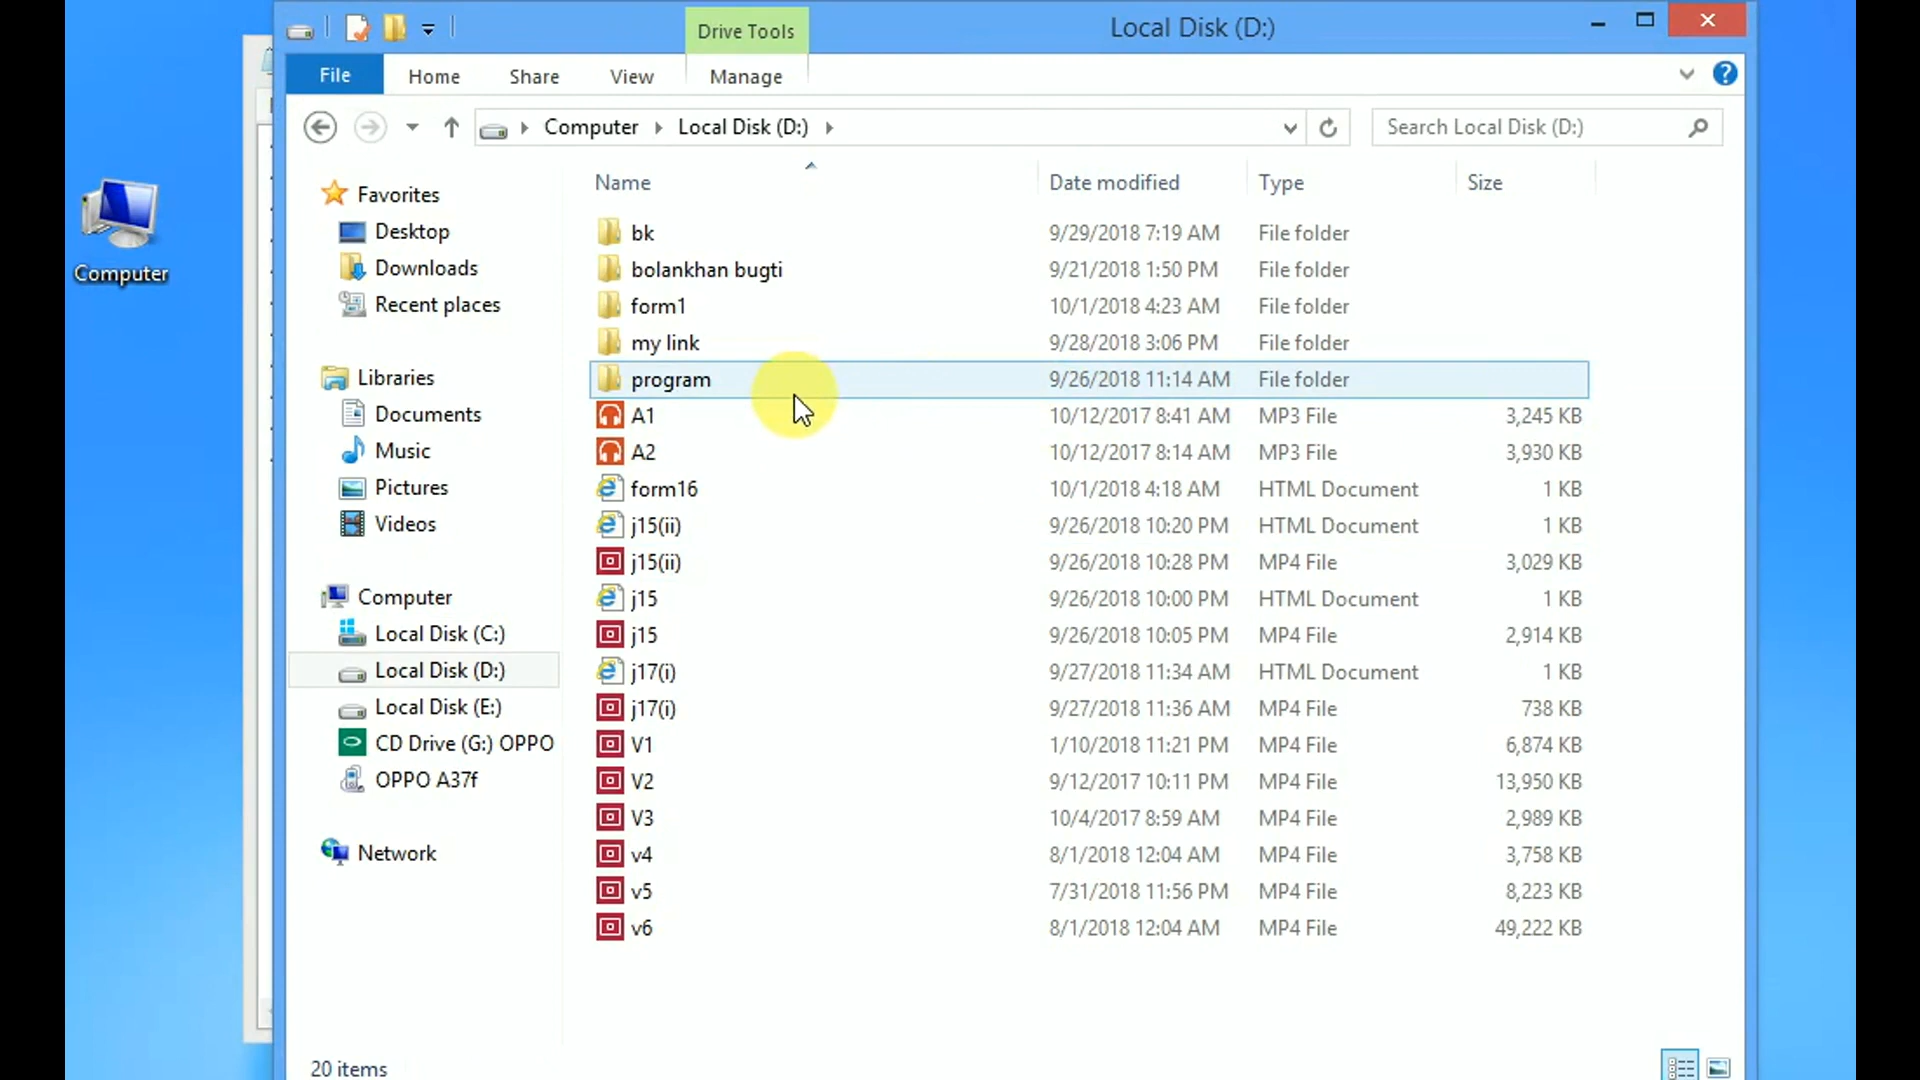 Drive Tools
Local Disk (D:)
File
Home
Share
View
Manage
Computer
Local Disk (D:)
Search Local Disk (D:)
Computer
Favorites
Desktop
Downloads
Recent places
Libraries
Documents
Music
Pictures
Videos
Computer
Local Disk (C:)
Local Disk (D:)
Local Disk (E:)
CD Drive (G:) OPPO
OPPO A37f
Network
Name Date modified Type Size
bk 9/29/2018 7:19 AM File folder
bolankhan bugti 9/21/2018 1:50 PM File folder
form1 10/1/2018 4:23 AM File folder
my link 9/28/2018 3:06 PM File folder
program 9/26/2018 11:14 AM File folder
A1 10/12/2017 8:41 AM MP3 File 3,245 KB
A2 10/12/2017 8:14 AM MP3 File 3,930 KB
form16 10/1/2018 4:18 AM HTML Document 1 KB
j15(ii) 9/26/2018 10:20 PM HTML Document 1 KB
j15(ii) 9/26/2018 10:28 PM MP4 File 3,029 KB
j15 9/26/2018 10:00 PM HTML Document 1 KB
j15 9/26/2018 10:05 PM MP4 File 2,914 KB
j17(i) 9/27/2018 11:34 AM HTML Document 1 KB
j17(i) 9/27/2018 11:36 AM MP4 File 738 KB
V1 1/10/2018 11:21 PM MP4 File 6,874 KB
V2 9/12/2017 10:11 PM MP4 File 13,950 KB
V3 10/4/2017 8:59 AM MP4 File 2,989 KB
v4 8/1/2018 12:04 AM MP4 File 3,758 KB
v5 7/31/2018 11:56 PM MP4 File 8,223 KB
v6 8/1/2018 12:04 AM MP4 File 49,222 KB
20 items